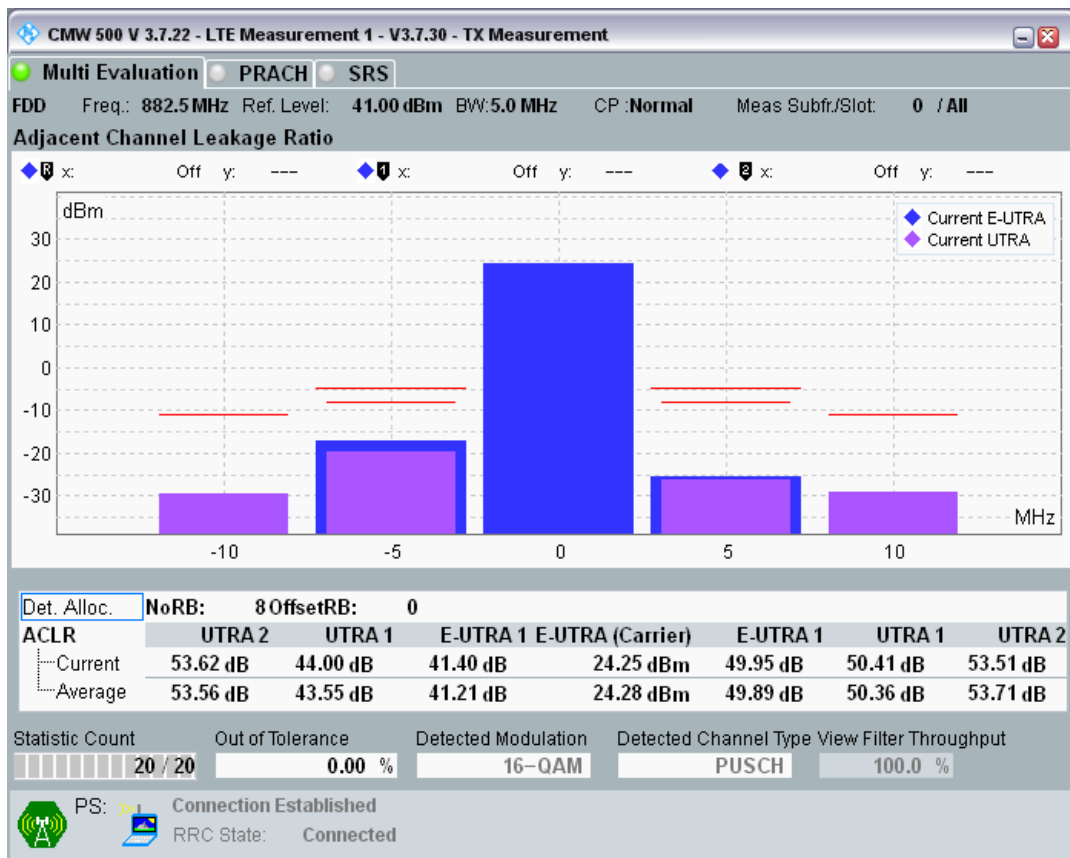 CMW 500 V 3.7.22 - LTE Measurement 1 - V3.7.30 - TX Measurement
Multi Evaluation PRACH SRS
FDD Freq.: 882.5 MHz Ref. Level: 41.00 dBm BW:5.0 MHz CP :Normal Meas Subfr./Slot: 0 / All
Adjacent Channel Leakage Ratio
R x: Off y: --- 1 x: Off y: --- 2 x: Off y: ---
dBm
Current E-UTRA
Current UTRA
30
20
10
0
-10
-20
-30
MHz
-10 -5 0 5 10
Det. Alloc. NoRB: 8 OffsetRB: 0
ACLR UTRA 2 UTRA 1 E-UTRA 1 E-UTRA (Carrier) E-UTRA 1 UTRA 1 UTRA 2
Current 53.62 dB 44.00 dB 41.40 dB 24.25 dBm 49.95 dB 50.41 dB 53.51 dB
Average 53.56 dB 43.55 dB 41.21 dB 24.28 dBm 49.89 dB 50.36 dB 53.71 dB
Statistic Count Out of Tolerance Detected Modulation Detected Channel Type View Filter Throughput
20 / 20 0.00 % 16-QAM PUSCH 100.0 %
PS: Connection Established
RRC State: Connected